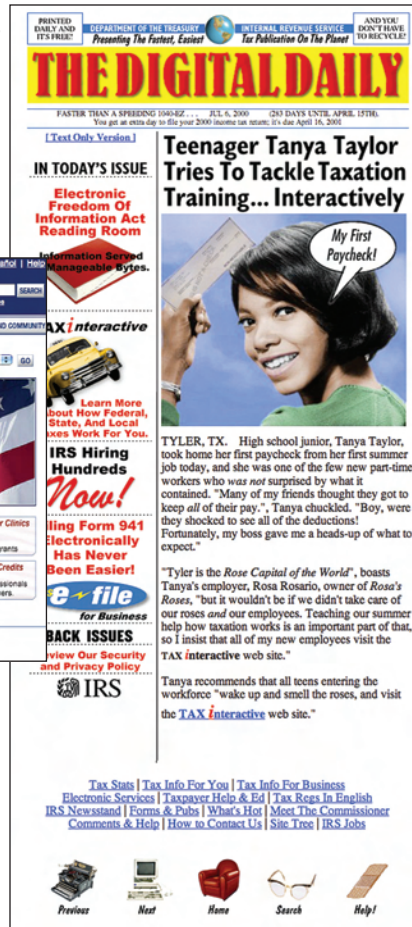 PRINTED
DAILY AND
IT'S FREE!
DEPARTMENT OF THE TREASURY
INTERNAL REVENUE SERVICE
Presenting The Fastest, Easiest
Tax Publication On The Planet
AND YOU
DON'T HAVE
TO RECYCLE!
THE DIGITAL DAILY
FASTER THAN A SPEEDING 1040-EZ . . . JUL 6, 2000 (283 DAYS UNTIL APRIL 15TH).
You get an extra day to file your 2000 income tax return; it's due April 16, 2001
[ Text Only Version ]
IN TODAY'S ISSUE
Electronic
Freedom Of
Information Act
Reading Room
Information Served
Manageable Bytes.
AX interactive
Learn More
bout How Federal,
State, And Local
xes Work For You.
IRS Hiring
Hundreds
Now!
ling Form 941
Electronically
Has Never
Been Easier!
e file
for Business
BACK ISSUES
eview Our Security
and Privacy Policy
IRS
Teenager Tanya Taylor
Tries To Tackle Taxation
Training... Interactively
My First
Paycheck!
TYLER, TX. High school junior, Tanya Taylor,
took home her first paycheck from her first summer
job today, and she was one of the few new part-time
workers who was not surprised by what it
contained. "Many of my friends thought they got to
keep all of their pay.", Tanya chuckled. "Boy, were
they shocked to see all of the deductions!
Fortunately, my boss gave me a heads-up of what to
expect."
"Tyler is the Rose Capital of the World", boasts
Tanya's employer, Rosa Rosario, owner of Rosa's
Roses, "but it wouldn't be if we didn't take care of
our roses and our employees. Teaching our summer
help how taxation works is an important part of that,
so I insist that all of my new employees visit the
TAX interactive web site."
Tanya recommends that all teens entering the
workforce "wake up and smell the roses, and visit
the TAX interactive web site."
Tax Stats | Tax Info For You | Tax Info For Business
Electronic Services | Taxpayer Help & Ed | Tax Regs In English
IRS Newsstand | Forms & Pubs | What's Hot | Meet The Commissioner
Comments & Help | How to Contact Us | Site Tree | IRS Jobs
Previous
Next
Home
Search
Help!
añol | Help
SEARCH
ND COMMUNITY
GO
r Clinics
rants
Credits
sionals
ers.